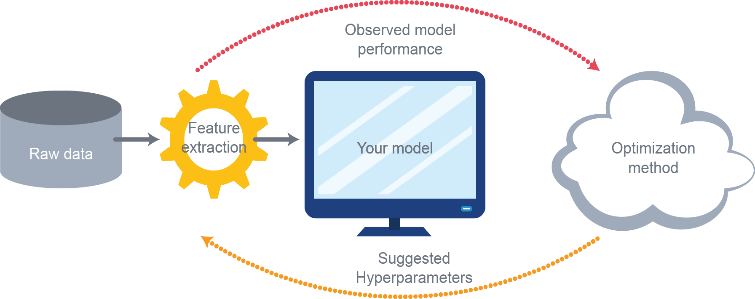 Observed model
performance
Raw data
Feature
extraction
Your model
Optimization
method
Suggested
Hyperparameters